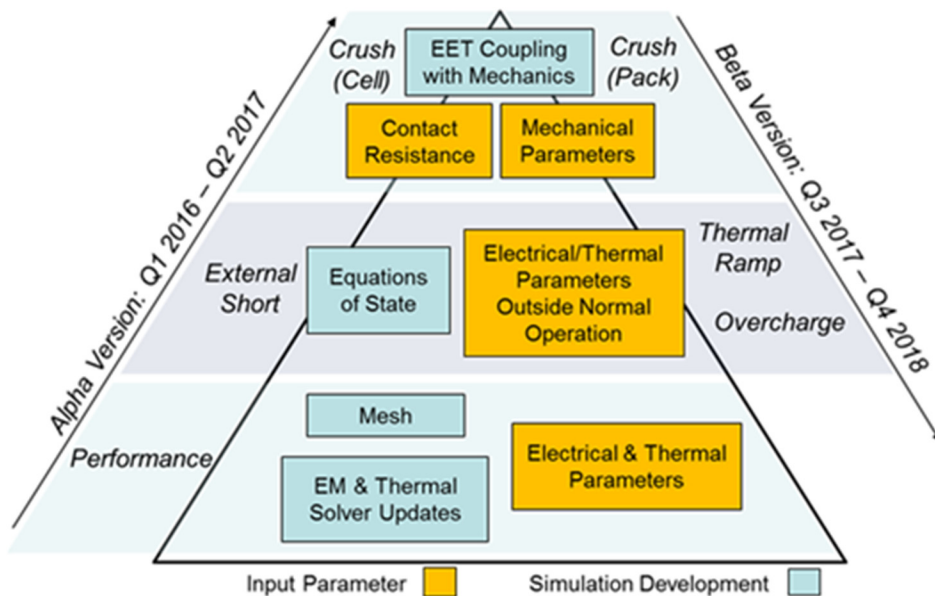 Crush
(Cell)
EET Coupling
with Mechanics
Crush
(Pack)
Contact
Resistance
Mechanical
Parameters
Alpha Version: Q1 2016 – Q2 2017
Beta Version: Q3 2017 – Q4 2018
External
Short
Equations
of State
Electrical/Thermal
Parameters
Outside Normal
Operation
Thermal
Ramp
Overcharge
Performance
Mesh
EM & Thermal
Solver Updates
Electrical & Thermal
Parameters
Input Parameter
Simulation Development